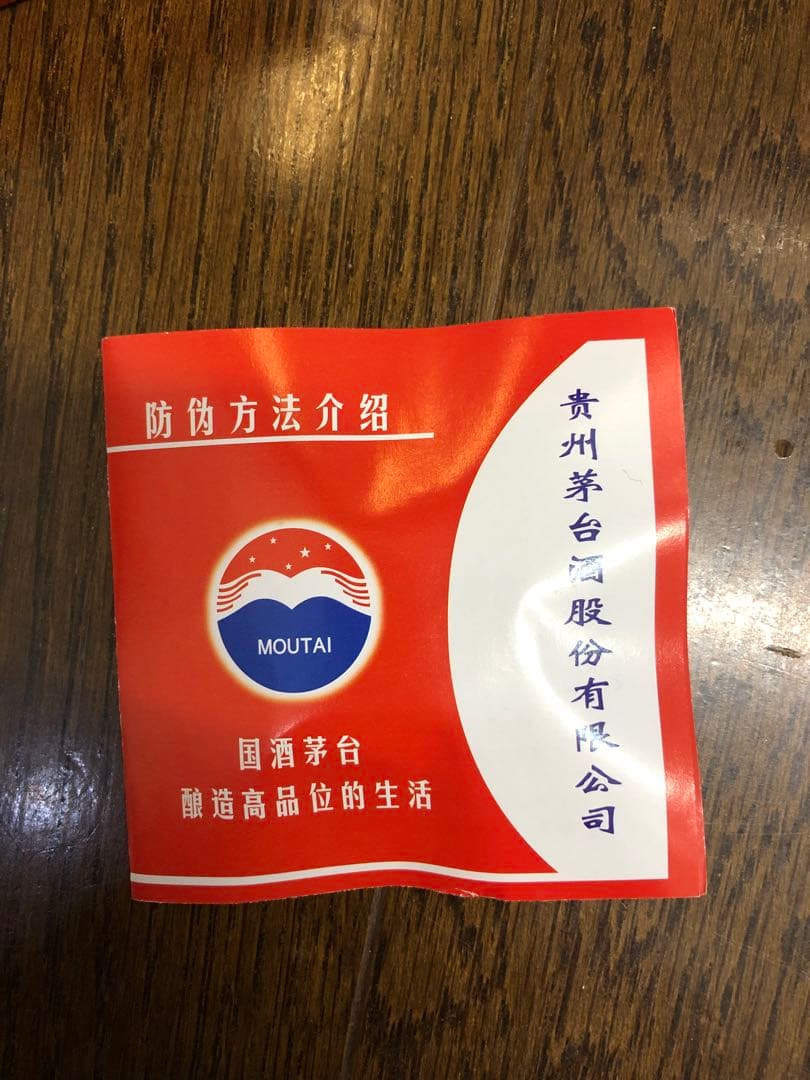 防伪方法介绍
MOUTAI
国酒茅台
酿造高品位的生活
贵州茅台酒股份有限公司